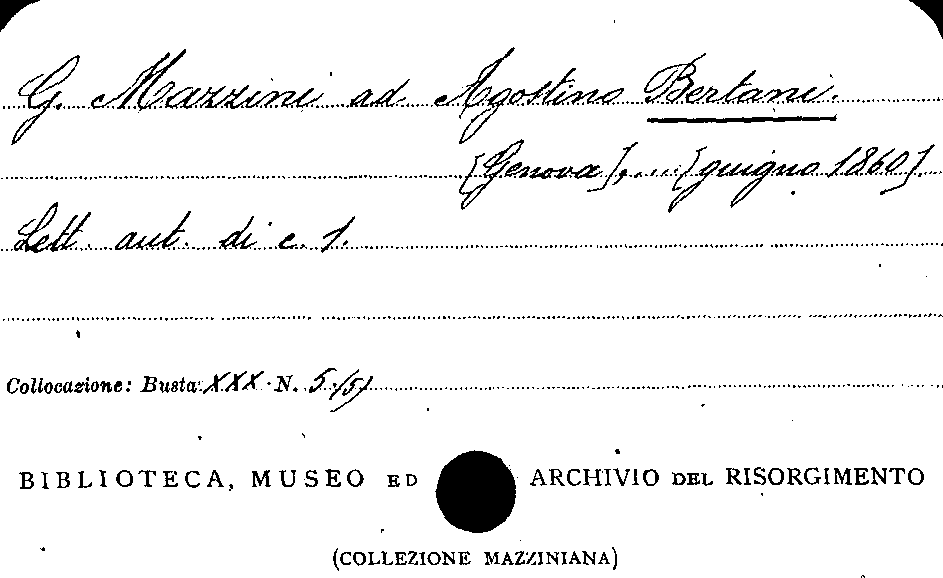 G. Mazzini ad Agostino Bertani.
[Genova], .... [giugno 1860].
Lett. aut. di c. 1.
Collocazione: Busta XXX N. 5
BIBLIOTECA, MUSEO ED ARCHIVIO DEL RISORGIMENTO
(COLLEZIONE MAZZINIANA)